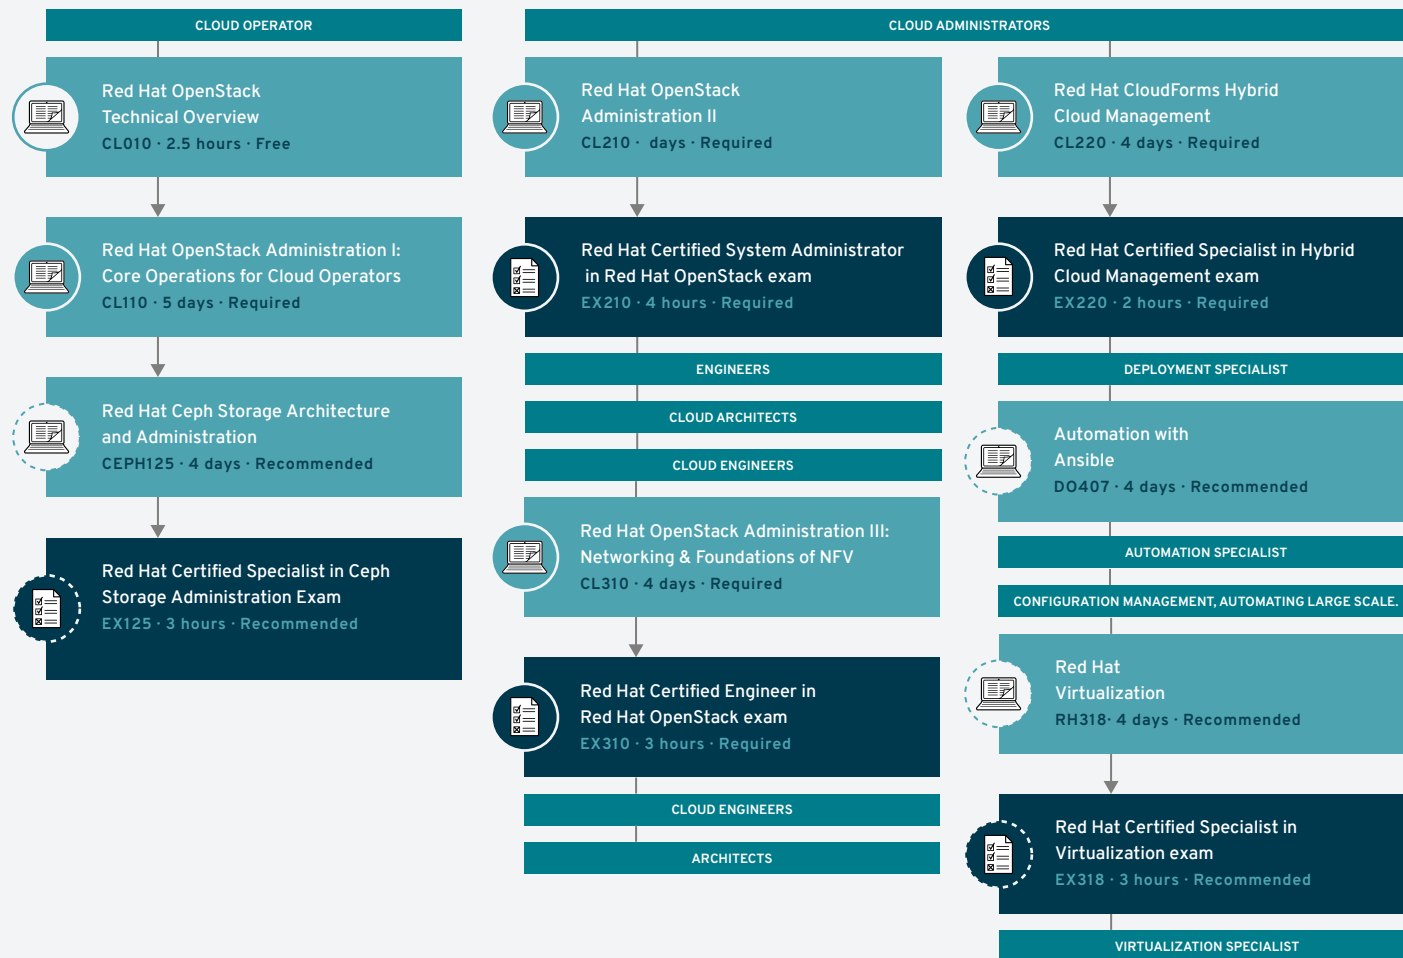 CLOUD OPERATOR
Red Hat OpenStack
Technical Overview
CL010 · 2.5 hours · Free
Red Hat OpenStack Administration I:
Core Operations for Cloud Operators
CL110 · 5 days · Required
Red Hat Ceph Storage Architecture
and Administration
CEPH125 · 4 days · Recommended
Red Hat Certified Specialist in Ceph
Storage Administration Exam
EX125 · 3 hours · Recommended
CLOUD ADMINISTRATORS
Red Hat OpenStack
Administration II
CL210 · days · Required
Red Hat Certified System Administrator
in Red Hat OpenStack exam
EX210 · 4 hours · Required
ENGINEERS
CLOUD ARCHITECTS
CLOUD ENGINEERS
Red Hat OpenStack Administration III:
Networking & Foundations of NFV
CL310 · 4 days · Required
Red Hat Certified Engineer in
Red Hat OpenStack exam
EX310 · 3 hours · Required
CLOUD ENGINEERS
ARCHITECTS
Red Hat CloudForms Hybrid
Cloud Management
CL220 · 4 days · Required
Red Hat Certified Specialist in Hybrid
Cloud Management exam
EX220 · 2 hours · Required
DEPLOYMENT SPECIALIST
Automation with
Ansible
DO407 · 4 days · Recommended
AUTOMATION SPECIALIST
CONFIGURATION MANAGEMENT, AUTOMATING LARGE SCALE.
Red Hat
Virtualization
RH318· 4 days · Recommended
Red Hat Certified Specialist in
Virtualization exam
EX318 · 3 hours · Recommended
VIRTUALIZATION SPECIALIST